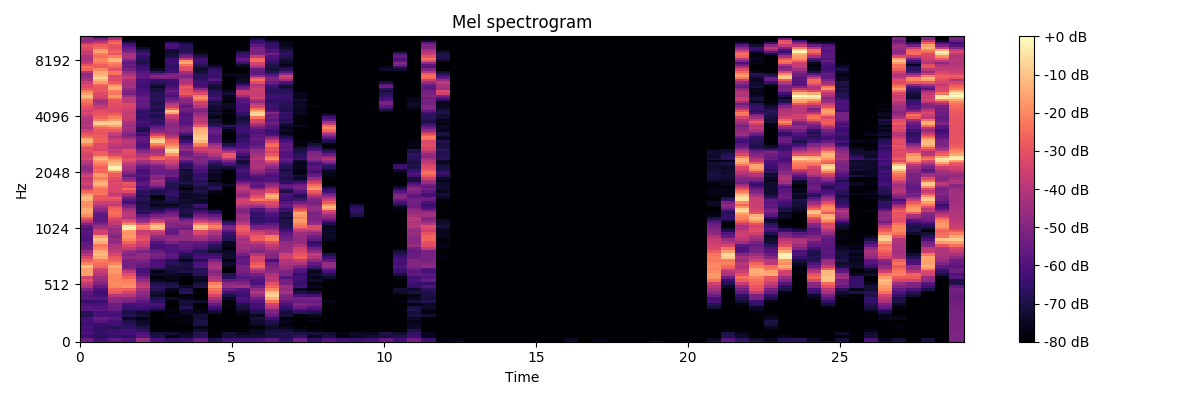 Mel spectrogram
Hz
8192
4096
2048
1024
512
0
0 5 10 15 20 25
Time
+0 dB
-10 dB
-20 dB
-30 dB
-40 dB
-50 dB
-60 dB
-70 dB
-80 dB